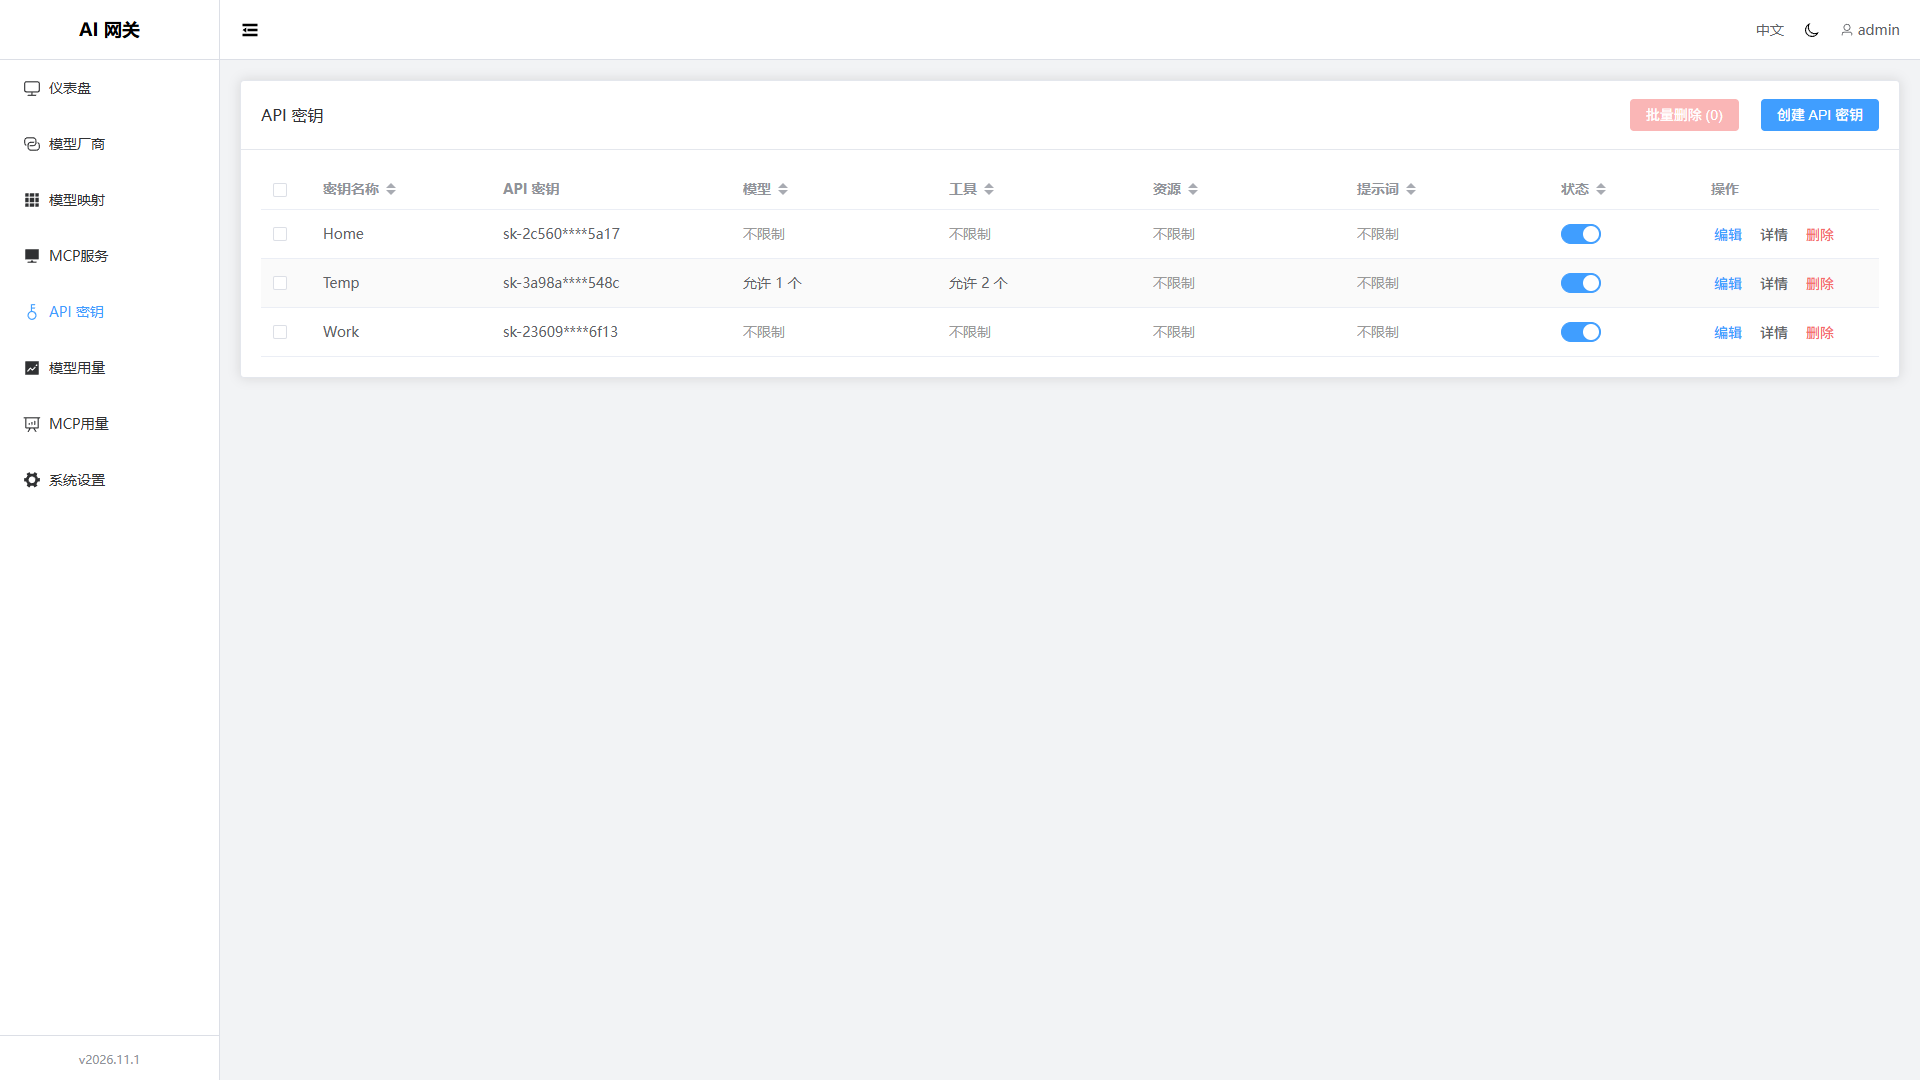 AI 网关
中文 admin
仪表盘
模型厂商
模型映射
MCP服务
API 密钥
模型用量
MCP用量
系统设置
v2026.11.1
API 密钥 批量删除 (0) 创建 API 密钥
密钥名称 API 密钥 模型 工具 资源 提示词 状态 操作
Home sk-2c560****5a17 不限制 不限制 不限制 不限制 编辑 详情 删除
Temp sk-3a98a****548c 允许 1 个 允许 2 个 不限制 不限制 编辑 详情 删除
Work sk-23609****6f13 不限制 不限制 不限制 不限制 编辑 详情 删除